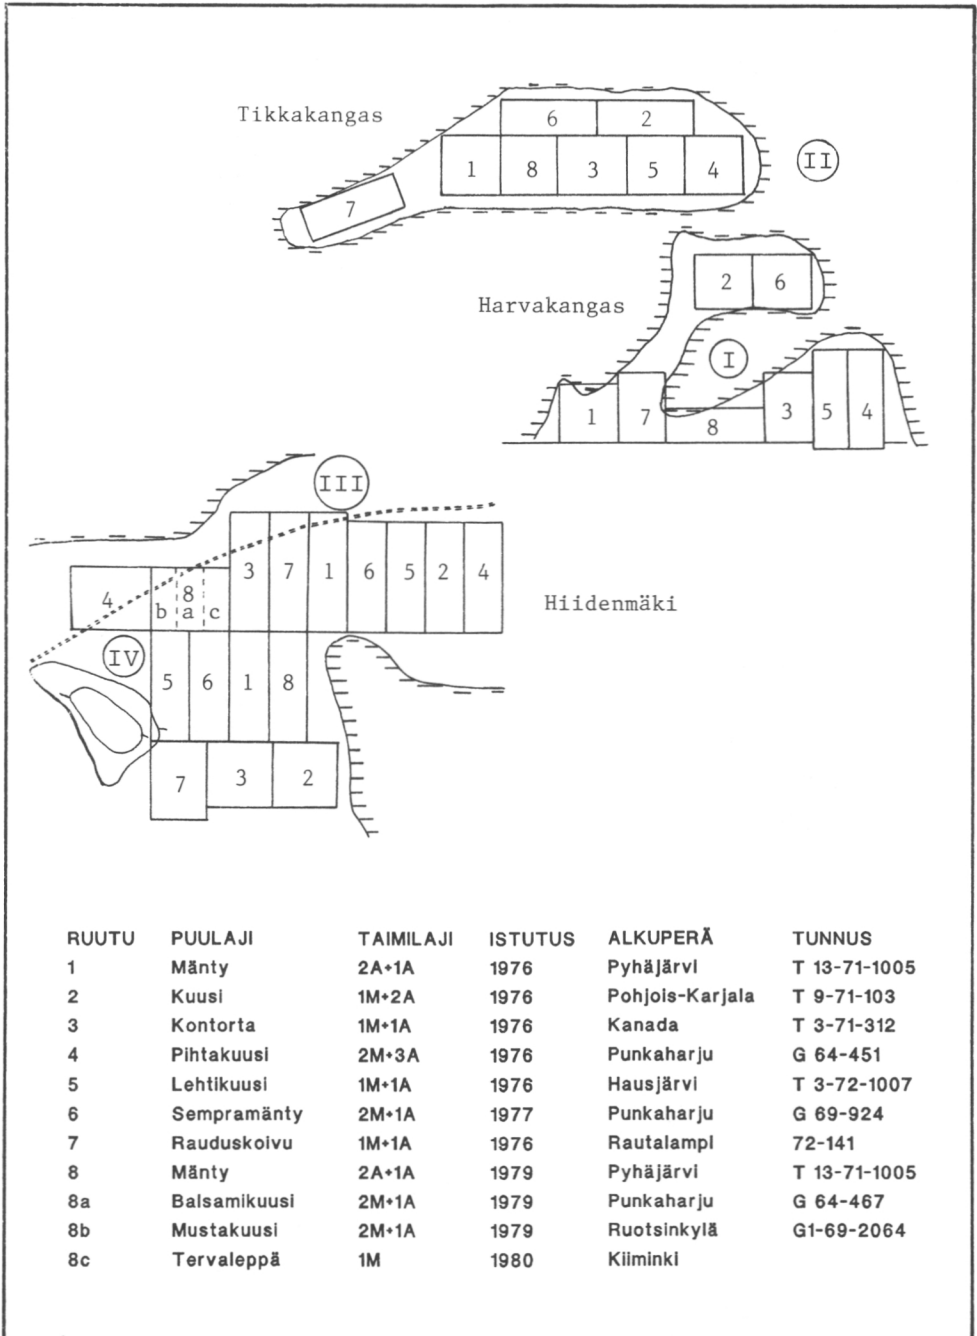 Tikkakangas
6 2
II
1 8 3 5 4
7
2 6
Harvakangas
I
1 7 8 3 5 4
III
3 7 1 6 5 2 4
4 8
b a c
Hiidenmäki
IV
5 6 1 8
7 3 2
RUUTU PUULAJI TAIMILAJI ISTUTUS ALKUPERÄ TUNNUS
1 Mänty 2A+1A 1976 Pyhäjärvi T 13-71-1005
2 Kuusi 1M+2A 1976 Pohjois-Karjala T 9-71-103
3 Kontorta 1M+1A 1976 Kanada T 3-71-312
4 Pihtakuusi 2M+3A 1976 Punkaharju G 64-451
5 Lehtikuusi 1M+1A 1976 Hausjärvi T 3-72-1007
6 Sempramänty 2M+1A 1977 Punkaharju G 69-924
7 Rauduskoivu 1M+1A 1976 Rautalampi 72-141
8 Mänty 2A+1A 1979 Pyhäjärvi T 13-71-1005
8a Balsamikuusi 2M+1A 1979 Punkaharju G 64-467
8b Mustakuusi 2M+1A 1979 Ruotsinkylä G1-69-2064
8c Tervaleppä 1M 1980 Kiiminki